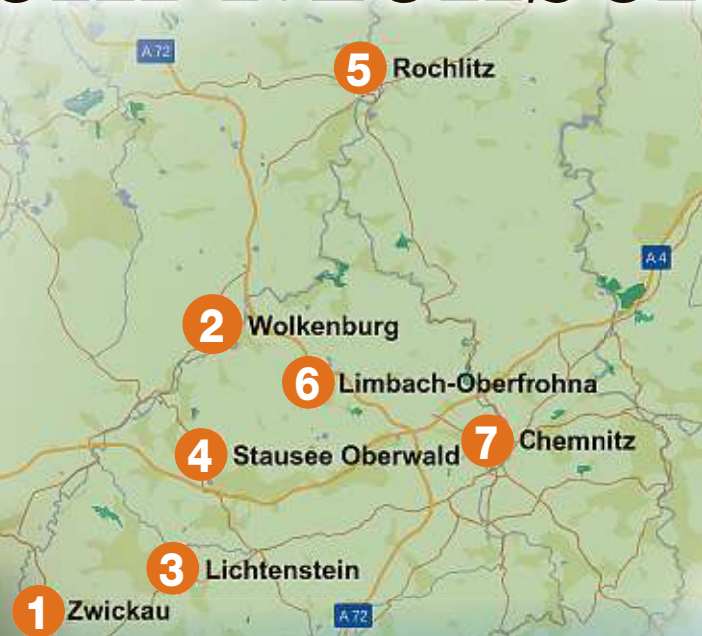 A 72
5 Rochlitz
A 4
2 Wolkenburg
6 Limbach-Oberfrohna
7 Chemnitz
4 Stausee Oberwald
3 Lichtenstein
1 Zwickau
A 72